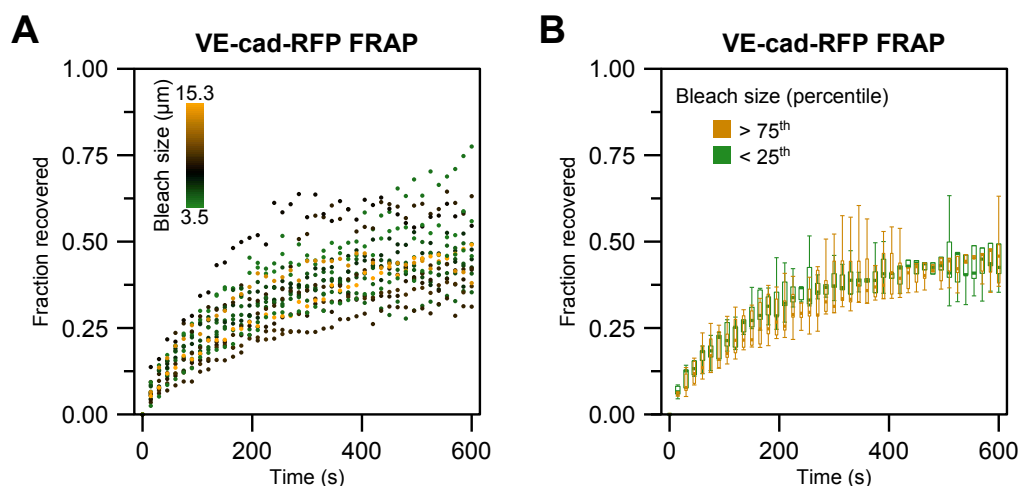 A
VE-cad-RFP FRAP
1.00
0.75
0.50
0.25
0.00
Fraction recovered
Bleach size (µm)
15.3
3.5
0
200
400
600
Time (s)
B
VE-cad-RFP FRAP
1.00
0.75
0.50
0.25
0.00
Fraction recovered
Bleach size (percentile)
> 75th
< 25th
0
200
400
600
Time (s)